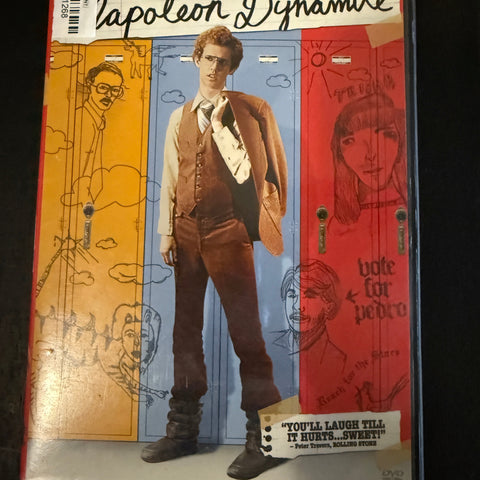 Napoleon Dynamite
1268
vote
for
pedro
Reach for the Stars
"YOU'LL LAUGH TILL
IT HURTS...SWEET!"
– Peter Travers, ROLLING STONE
DVD